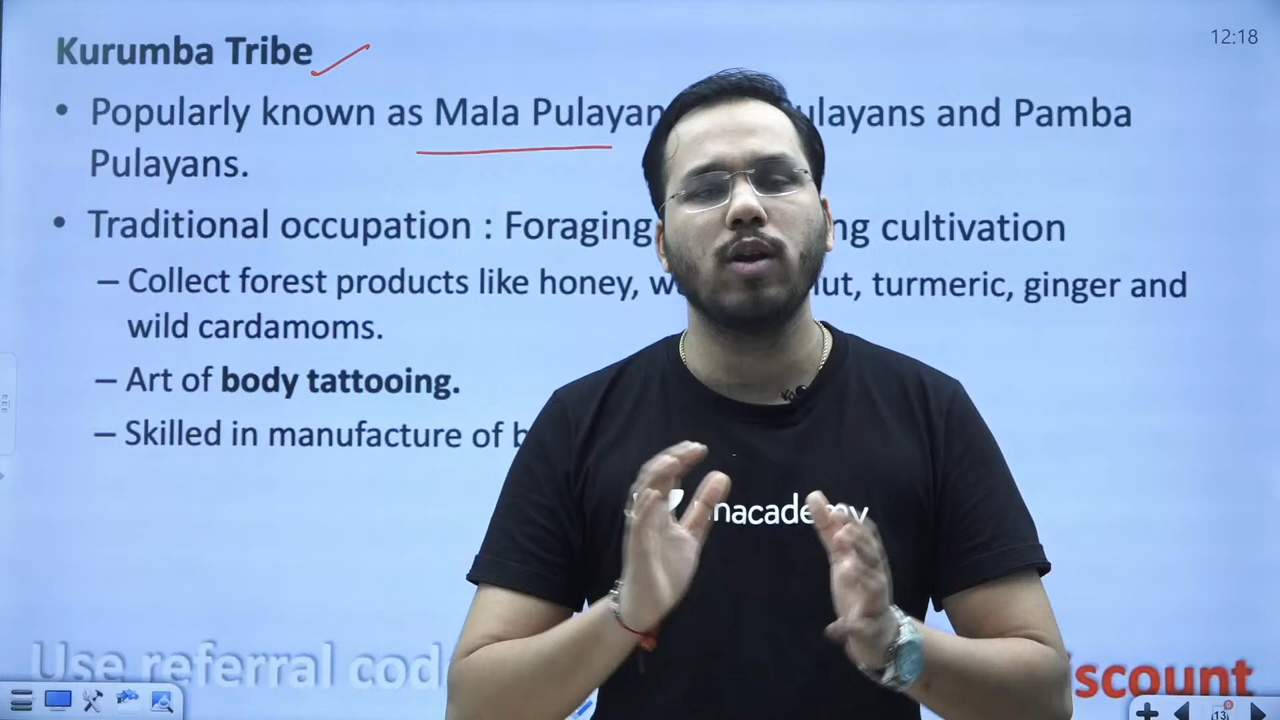 12:18
Kurumba Tribe
• Popularly known as Mala Pulayan ulayans and Pamba
Pulayans.
• Traditional occupation : Foraging ng cultivation
– Collect forest products like honey, ut, turmeric, ginger and
wild cardamoms.
– Art of body tattooing.
– Skilled in manufacture of
nacademy
Use referral cod iscount
13